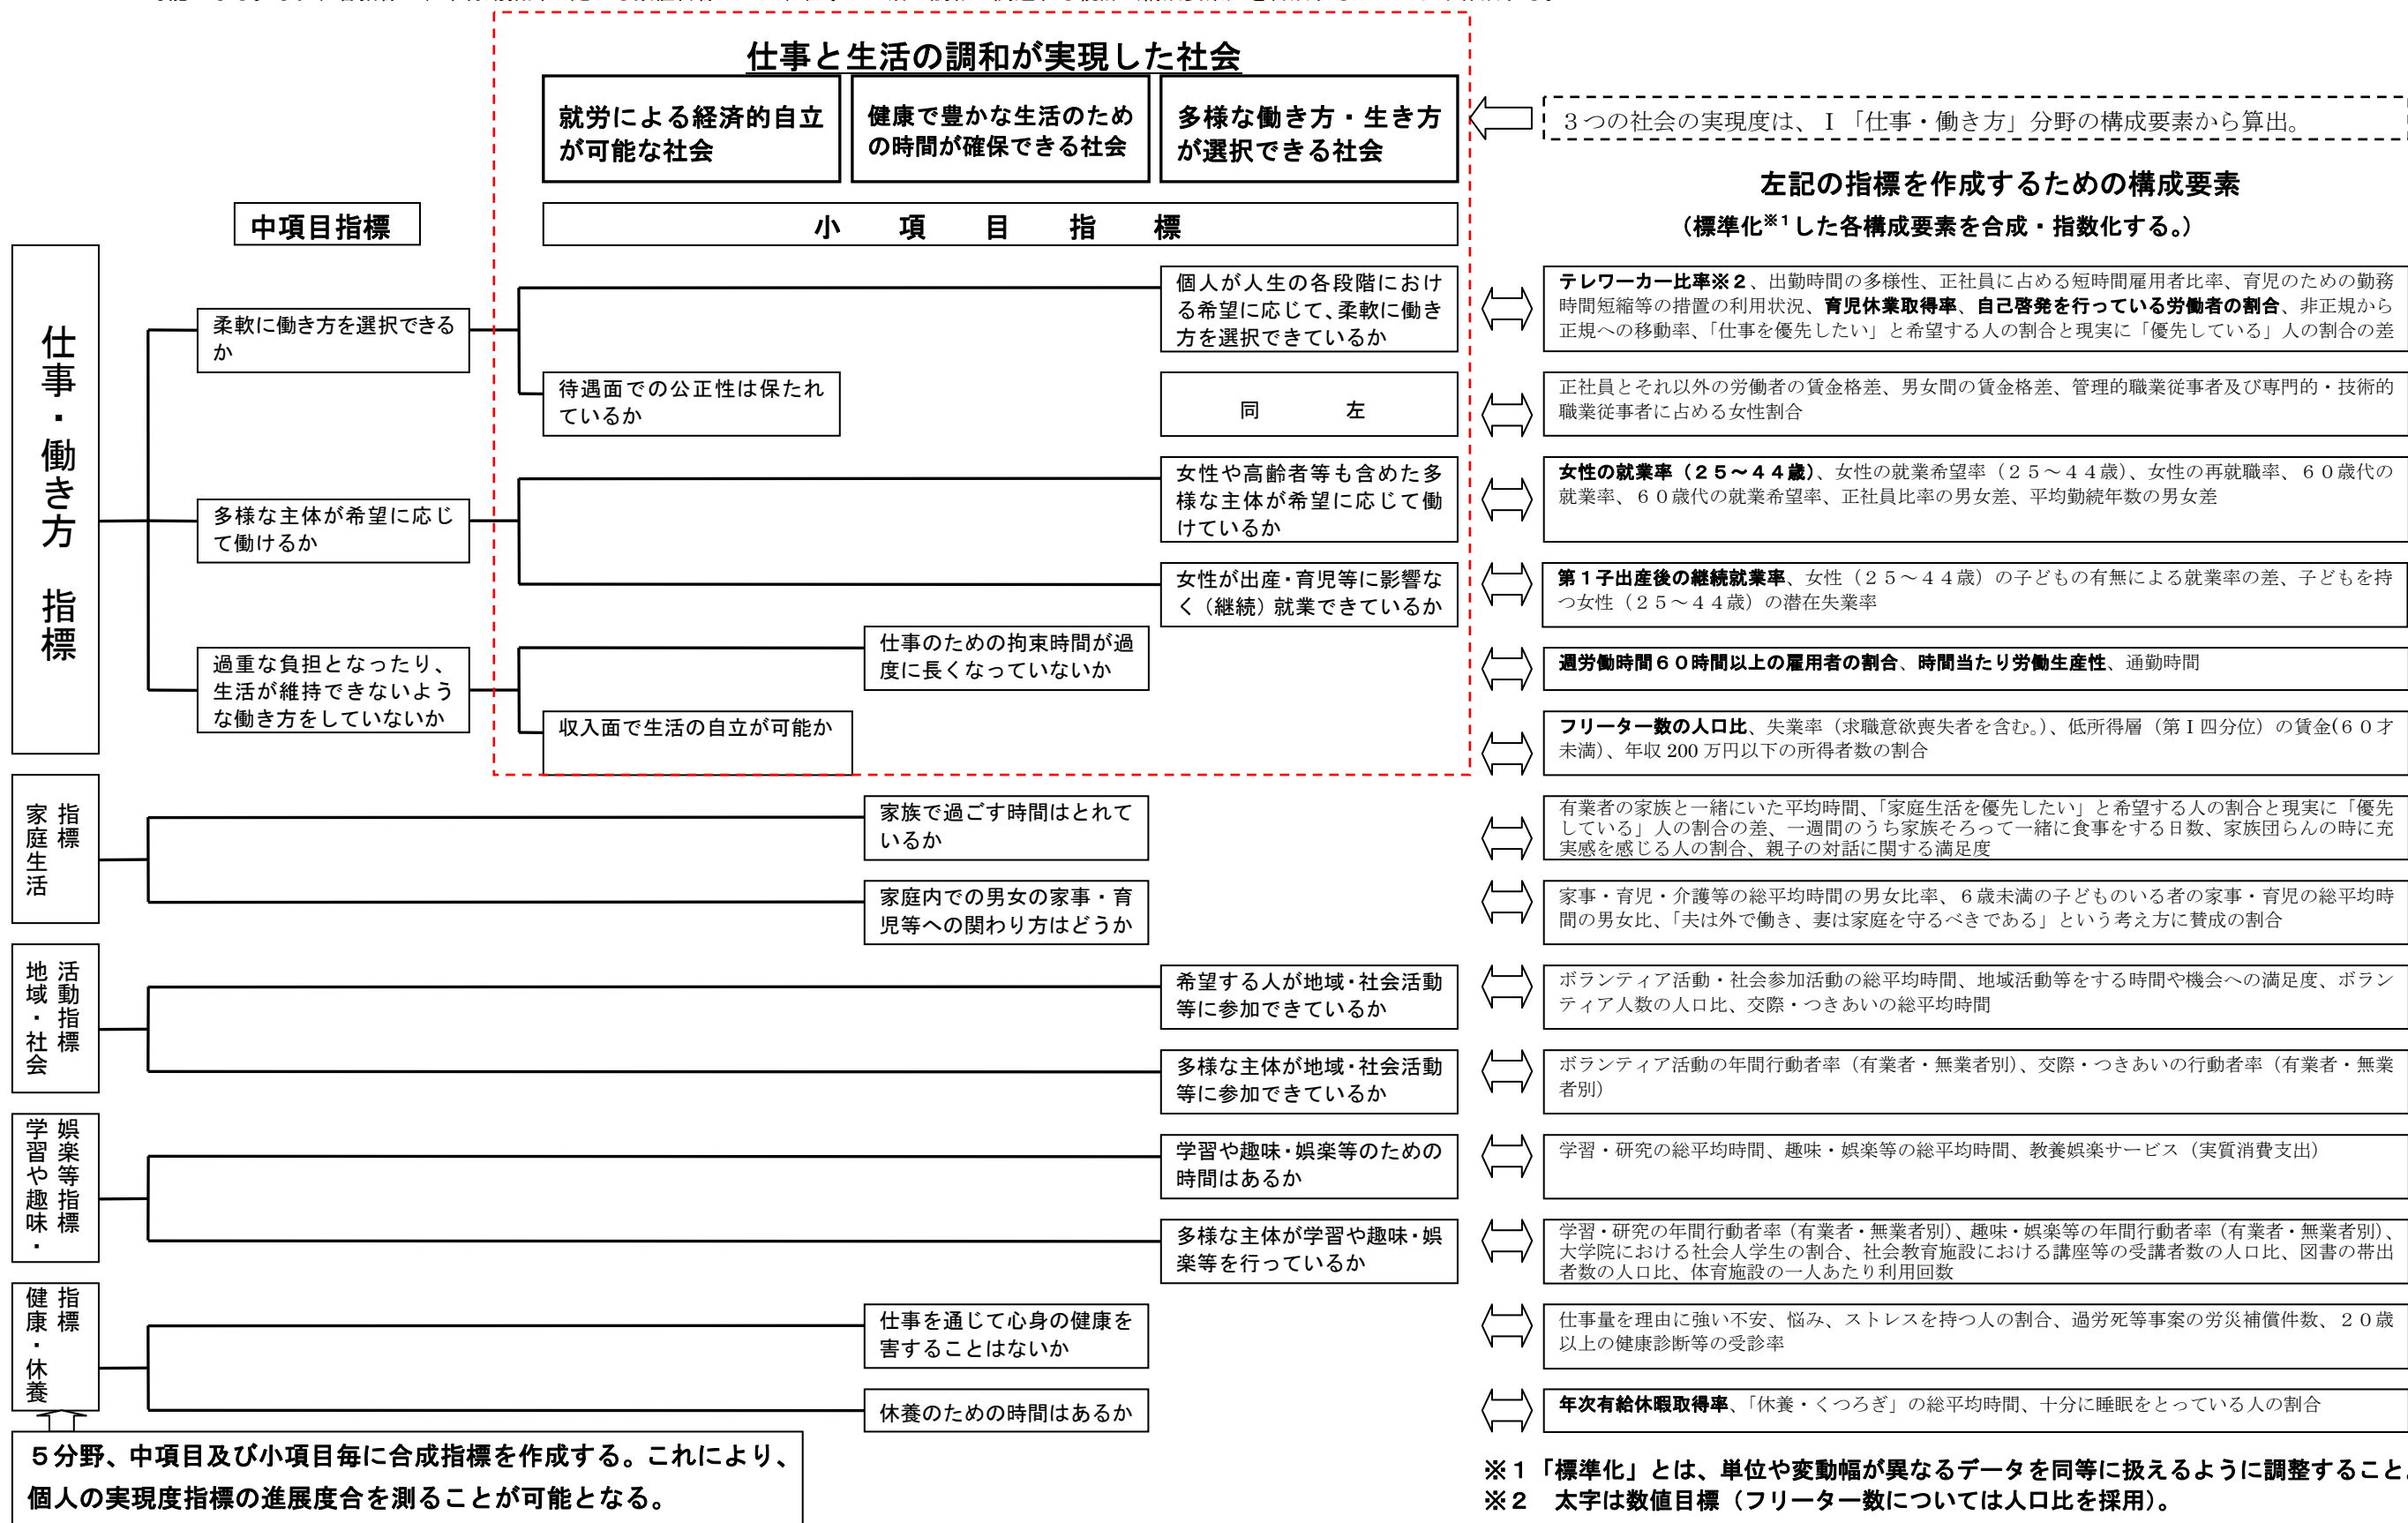 仕事と生活の調和が実現した社会
就労による経済的自立
が可能な社会
健康で豊かな生活のため
の時間が確保できる社会
多様な働き方・生き方
が選択できる社会
３つの社会の実現度は、Ⅰ「仕事・働き方」分野の構成要素から算出。
左記の指標を作成するための構成要素
（標準化※1した各構成要素を合成・指数化する。）
中項目指標
小　項　目　指　標
仕事・働き方　指標
柔軟に働き方を選択できる
か
個人が人生の各段階におけ
る希望に応じて、柔軟に働き
方を選択できているか
テレワーカー比率※２、出勤時間の多様性、正社員に占める短時間雇用者比率、育児のための勤務
時間短縮等の措置の利用状況、育児休業取得率、自己啓発を行っている労働者の割合、非正規から
正規への移動率、「仕事を優先したい」と希望する人の割合と現実に「優先している」人の割合の差
待遇面での公正性は保たれ
ているか
同　　　左
正社員とそれ以外の労働者の賃金格差、男女間の賃金格差、管理的職業従事者及び専門的・技術的
職業従事者に占める女性割合
多様な主体が希望に応じ
て働けるか
女性や高齢者等も含めた多
様な主体が希望に応じて働
けているか
女性の就業率（２５～４４歳）、女性の就業希望率（２５～４４歳）、女性の再就職率、６０歳代の
就業率、６０歳代の就業希望率、正社員比率の男女差、平均勤続年数の男女差
女性が出産・育児等に影響な
く（継続）就業できているか
第１子出産後の継続就業率、女性（２５～４４歳）の子どもの有無による就業率の差、子どもを持
つ女性（２５～４４歳）の潜在失業率
過重な負担となったり、
生活が維持できないよう
な働き方をしていないか
仕事のための拘束時間が過
度に長くなっていないか
週労働時間６０時間以上の雇用者の割合、時間当たり労働生産性、通勤時間
収入面で生活の自立が可能か
フリーター数の人口比、失業率（求職意欲喪失者を含む。）、低所得層（第Ⅰ四分位）の賃金(６０才
未満)、年収 200 万円以下の所得者数の割合
家庭生活
指標
家族で過ごす時間はとれて
いるか
有業者の家族と一緒にいた平均時間、「家庭生活を優先したい」と希望する人の割合と現実に「優先
している」人の割合の差、一週間のうち家族そろって一緒に食事をする日数、家族団らんの時に充
実感を感じる人の割合、親子の対話に関する満足度
家庭内での男女の家事・育
児等への関わり方はどうか
家事・育児・介護等の総平均時間の男女比率、６歳未満の子どものいる者の家事・育児の総平均時
間の男女比、「夫は外で働き、妻は家庭を守るべきである」という考え方に賛成の割合
地域・社会
活動指標
希望する人が地域・社会活動
等に参加できているか
ボランティア活動・社会参加活動の総平均時間、地域活動等をする時間や機会への満足度、ボラン
ティア人数の人口比、交際・つきあいの総平均時間
多様な主体が地域・社会活動
等に参加できているか
ボランティア活動の年間行動者率（有業者・無業者別）、交際・つきあいの行動者率（有業者・無業
者別）
学習や趣味・
娯楽等指標
学習や趣味・娯楽等のための
時間はあるか
学習・研究の総平均時間、趣味・娯楽等の総平均時間、教養娯楽サービス（実質消費支出）
多様な主体が学習や趣味・娯
楽等を行っているか
学習・研究の年間行動者率（有業者・無業者別）、趣味・娯楽等の年間行動者率（有業者・無業者別）、
大学院における社会人学生の割合、社会教育施設における講座等の受講者数の人口比、図書の帯出
者数の人口比、体育施設の一人あたり利用回数
健康・休養
指標
仕事を通じて心身の健康を
害することはないか
仕事量を理由に強い不安、悩み、ストレスを持つ人の割合、過労死等事案の労災補償件数、２０歳
以上の健康診断等の受診率
休養のための時間はあるか
年次有給休暇取得率、「休養・くつろぎ」の総平均時間、十分に睡眠をとっている人の割合
５分野、中項目及び小項目毎に合成指標を作成する。これにより、
個人の実現度指標の進展度合を測ることが可能となる。
※１「標準化」とは、単位や変動幅が異なるデータを同等に扱えるように調整すること。
※２　太字は数値目標（フリーター数については人口比を採用）。